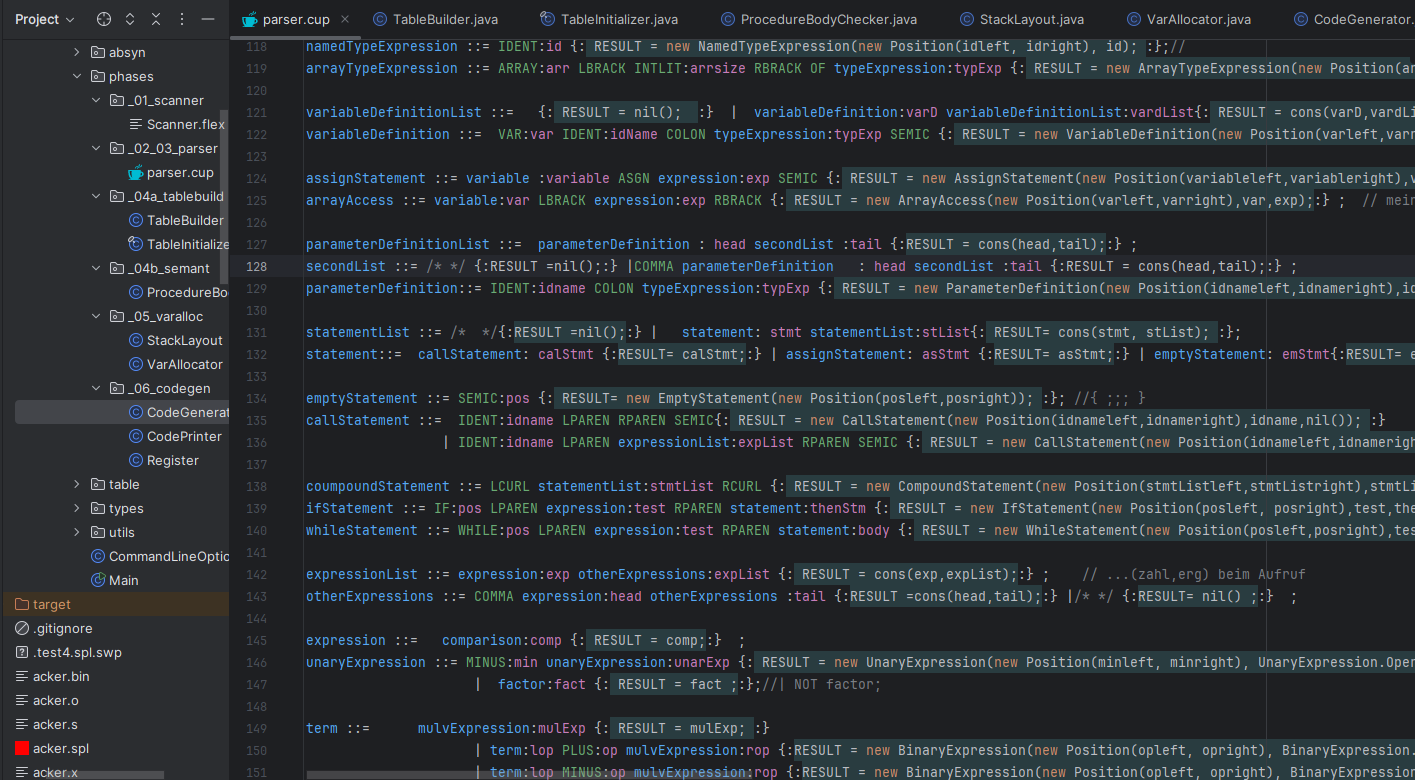 Project
parser.cup
TableBuilder.java
TableInitializer.java
ProcedureBodyChecker.java
StackLayout.java
VarAllocator.java
CodeGenerator.
absyn
phases
_01_scanner
Scanner.flex
_02_03_parser
parser.cup
_04a_tablebuild
TableBuilder
TableInitialize
_04b_semant
ProcedureBo
_05_varalloc
StackLayout
VarAllocator
_06_codegen
CodeGenerat
CodePrinter
Register
table
types
utils
CommandLineOptio
Main
target
.gitignore
.test4.spl.swp
acker.bin
acker.o
acker.s
acker.spl
acker.x
118 namedTypeExpression ::= IDENT:id {: RESULT = new NamedTypeExpression(new Position(idleft, idright), id); :};//
119 arrayTypeExpression ::= ARRAY:arr LBRACK INTLIT:arrsize RBRACK OF typeExpression:typExp {: RESULT = new ArrayTypeExpression(new Position(ar
120
121 variableDefinitionList ::= {: RESULT = nil(); :} | variableDefinition:varD variableDefinitionList:vardList{: RESULT = cons(varD,vardLi
122 variableDefinition ::= VAR:var IDENT:idName COLON typeExpression:typExp SEMIC {: RESULT = new VariableDefinition(new Position(varleft,varr
123
124 assignStatement ::= variable :variable ASGN expression:exp SEMIC {: RESULT = new AssignStatement(new Position(variableleft,variableright),v
125 arrayAccess ::= variable:var LBRACK expression:exp RBRACK {: RESULT = new ArrayAccess(new Position(varleft,varright),var,exp);:} ; // mein
126
127 parameterDefinitionList ::= parameterDefinition : head secondList :tail {:RESULT = cons(head,tail);:} ;
128 secondList ::= /* */ {:RESULT =nil();:} |COMMA parameterDefinition : head secondList :tail {:RESULT = cons(head,tail);:} ;
129 parameterDefinition::= IDENT:idname COLON typeExpression:typExp {: RESULT = new ParameterDefinition(new Position(idnameleft,idnameright),id
130
131 statementList ::= /* */{:RESULT =nil();:} | statement: stmt statementList:stList{: RESULT= cons(stmt, stList); :};
132 statement::= callStatement: calStmt {:RESULT= calStmt;:} | assignStatement: asStmt {:RESULT= asStmt;:} | emptyStatement: emStmt{:RESULT= e
133
134 emptyStatement ::= SEMIC:pos {: RESULT= new EmptyStatement(new Position(posleft,posright)); :}; //{ ;;; }
135 callStatement ::= IDENT:idname LPAREN RPAREN SEMIC{: RESULT = new CallStatement(new Position(idnameleft,idnameright),idname,nil()); :}
136 | IDENT:idname LPAREN expressionList:expList RPAREN SEMIC {: RESULT = new CallStatement(new Position(idnameleft,idnamerigh
137
138 coumpoundStatement ::= LCURL statementList:stmtList RCURL {: RESULT = new CompoundStatement(new Position(stmtListleft,stmtListright),stmtLi
139 ifStatement ::= IF:pos LPAREN expression:test RPAREN statement:thenStm {: RESULT = new IfStatement(new Position(posleft, posright),test,the
140 whileStatement ::= WHILE:pos LPAREN expression:test RPAREN statement:body {: RESULT = new WhileStatement(new Position(posleft,posright),tes
141
142 expressionList ::= expression:exp otherExpressions:expList {: RESULT = cons(exp,expList);:} ; // ...(zahl,erg) beim Aufruf
143 otherExpressions ::= COMMA expression:head otherExpressions :tail {:RESULT =cons(head,tail);:} |/* */ {:RESULT= nil() ;:} ;
144
145 expression ::= comparison:comp {: RESULT = comp;:} ;
146 unaryExpression ::= MINUS:min unaryExpression:unarExp {: RESULT = new UnaryExpression(new Position(minleft, minright), UnaryExpression.Oper
147 | factor:fact {: RESULT = fact ;:};//| NOT factor;
148
149 term ::= mulvExpression:mulExp {: RESULT = mulExp; :}
150 | term:lop PLUS:op mulvExpression:rop {:RESULT = new BinaryExpression(new Position(opleft, opright), BinaryExpression.
151 | term:lop MINUS:op mulvExpression:rop {:RESULT = new BinaryExpression(new Position(opleft, opright), BinaryExpression